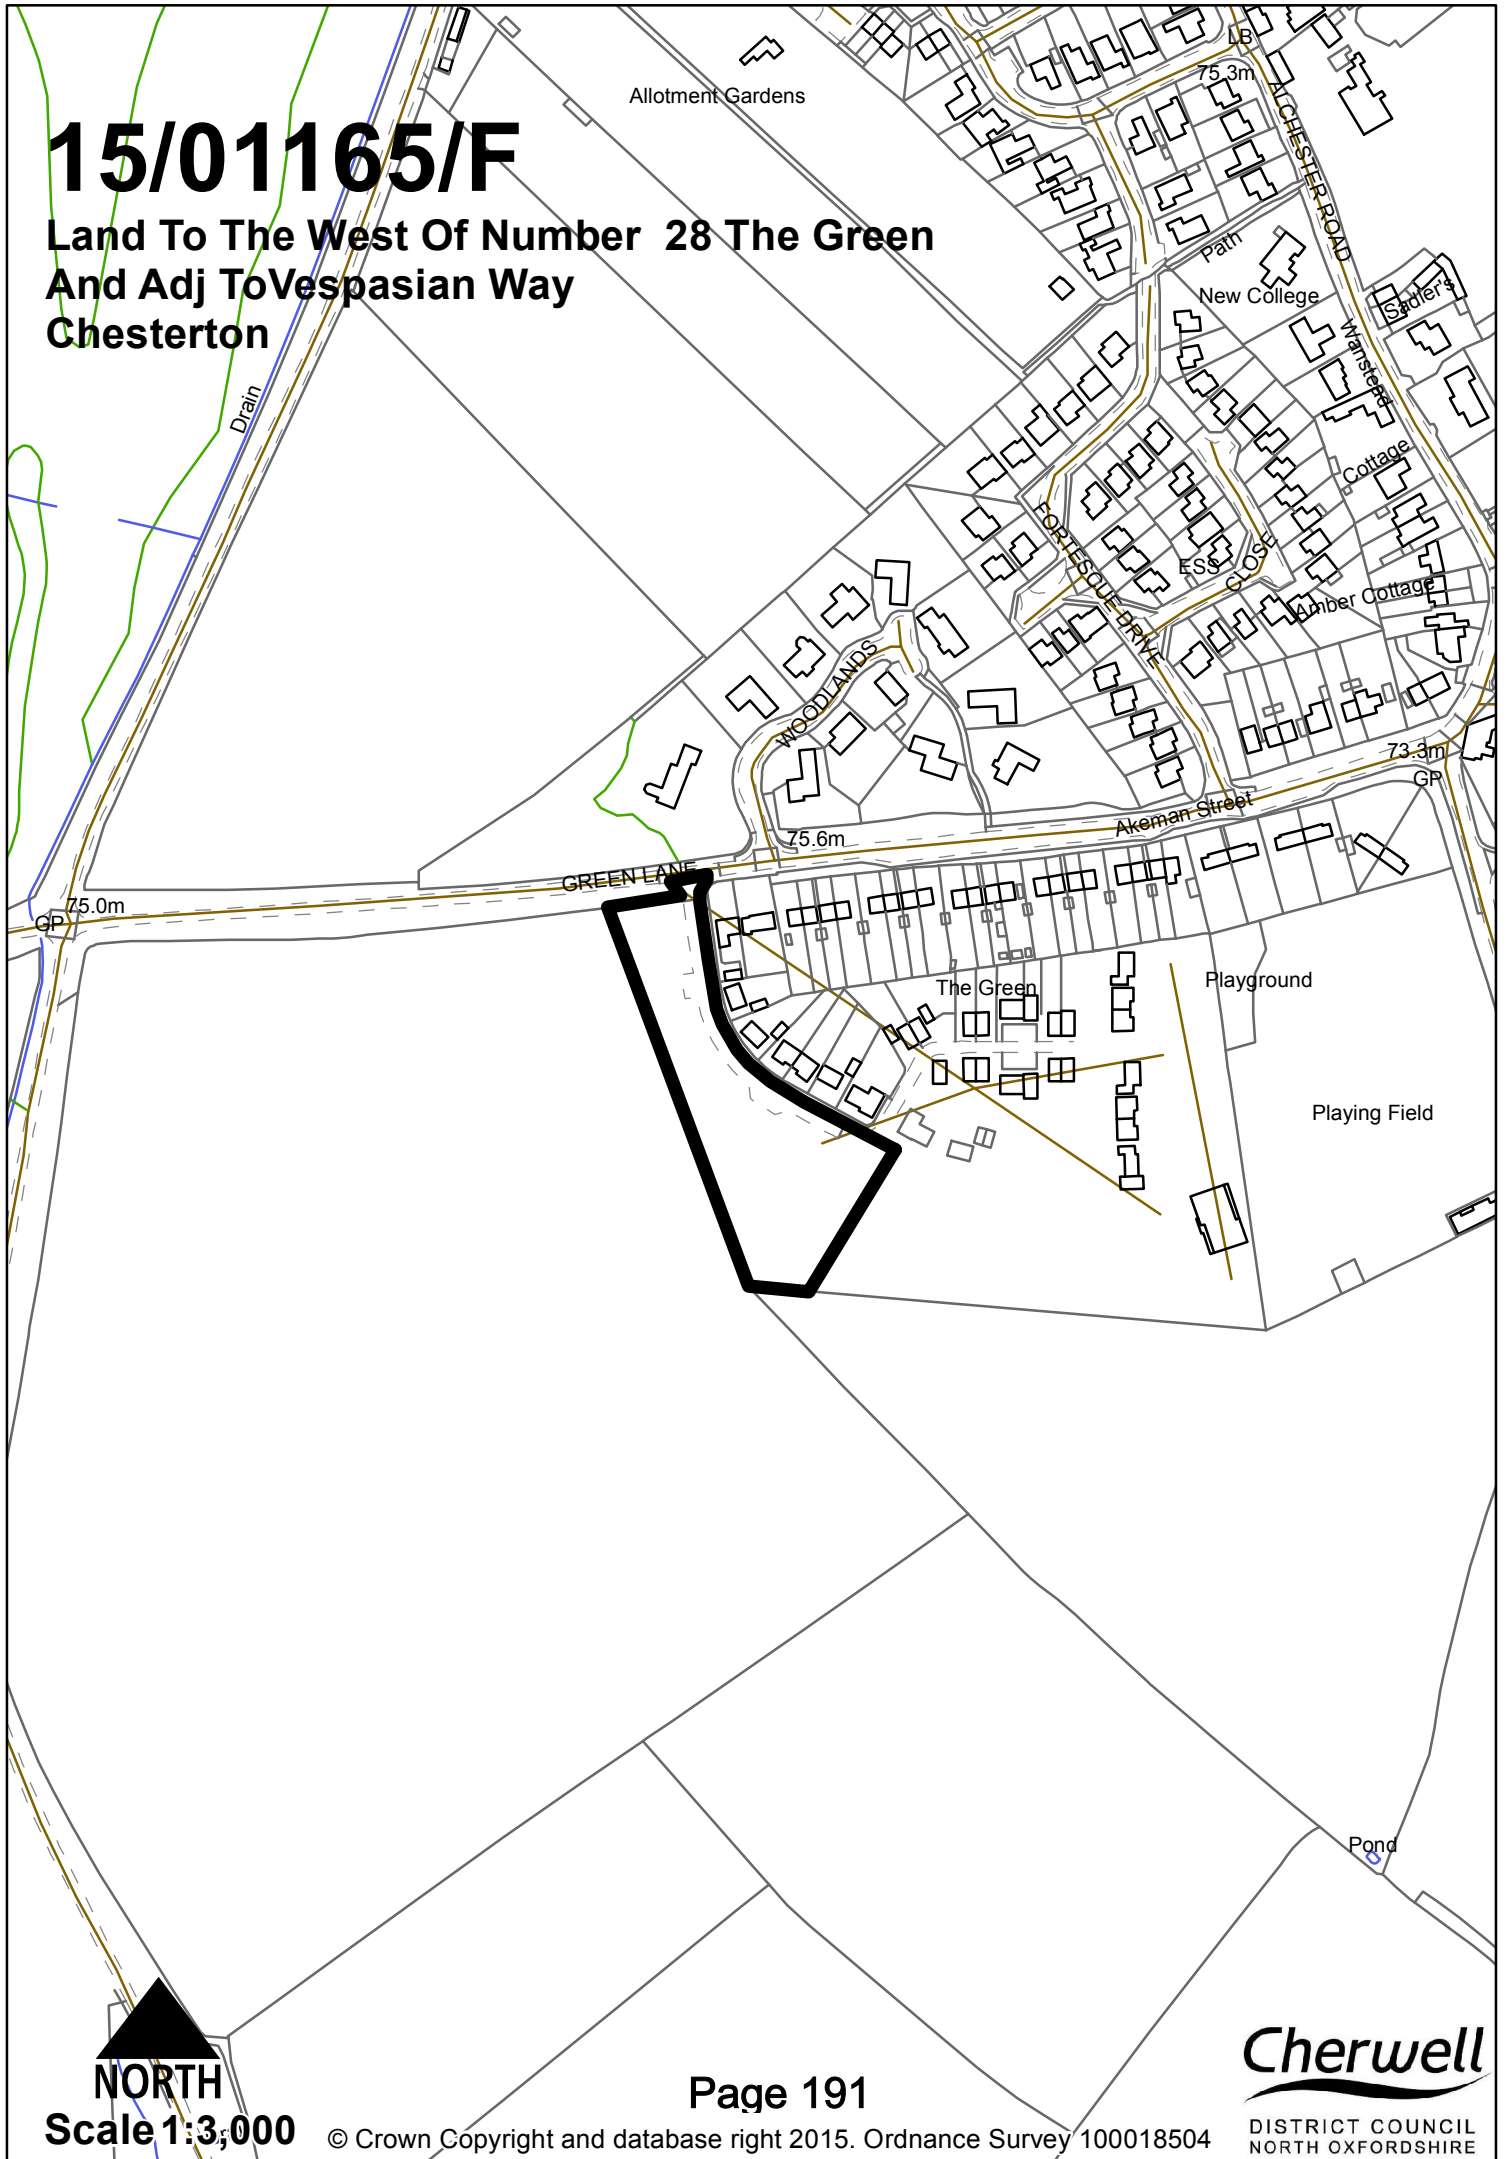 15/01165/F
Land To The West Of Number 28 The Green
And Adj ToVespasian Way
Chesterton
Allotment Gardens
LB
75.3m
ALCHESTER ROAD
Path
New College
Sadler's
Wanstead
Cottage
Drain
FORTESCUE DRIVE
ESS
CLOSE
Amber Cottage
WOODLANDS
73.3m
GP
Akeman Street
75.6m
GREEN LANE
75.0m
GP
The Green
Playground
Playing Field
Pond
NORTH
Scale 1:3,000
Page 191
© Crown Copyright and database right 2015. Ordnance Survey 100018504
Cherwell
DISTRICT COUNCIL
NORTH OXFORDSHIRE